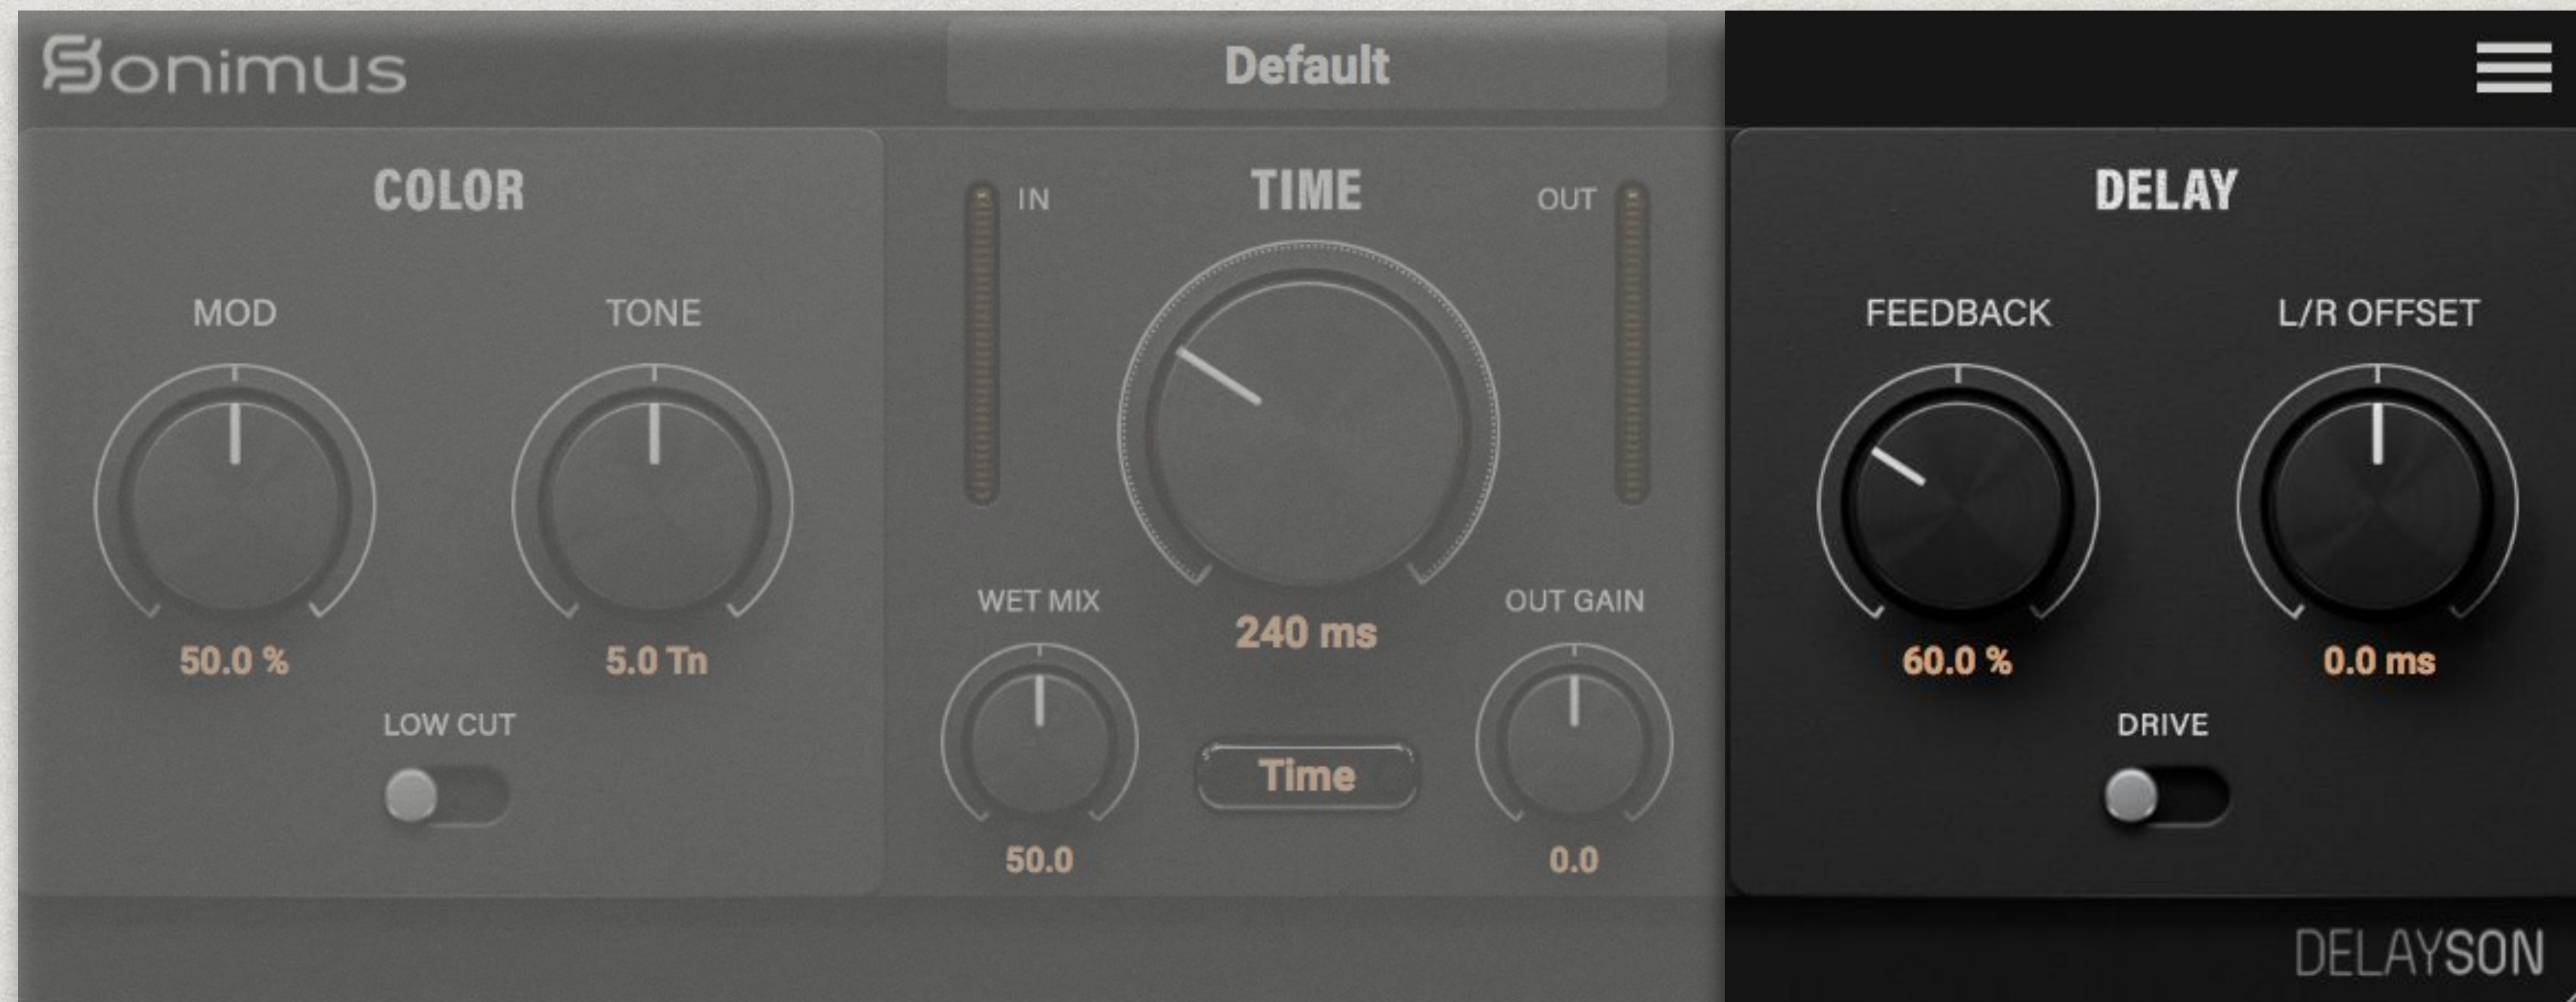 Sonimus
Default
COLOR
MOD
TONE
50.0 %
5.0 Tn
LOW CUT
IN
TIME
OUT
240 ms
WET MIX
OUT GAIN
Time
50.0
0.0
DELAY
FEEDBACK
L/R OFFSET
60.0 %
0.0 ms
DRIVE
DELAYSON